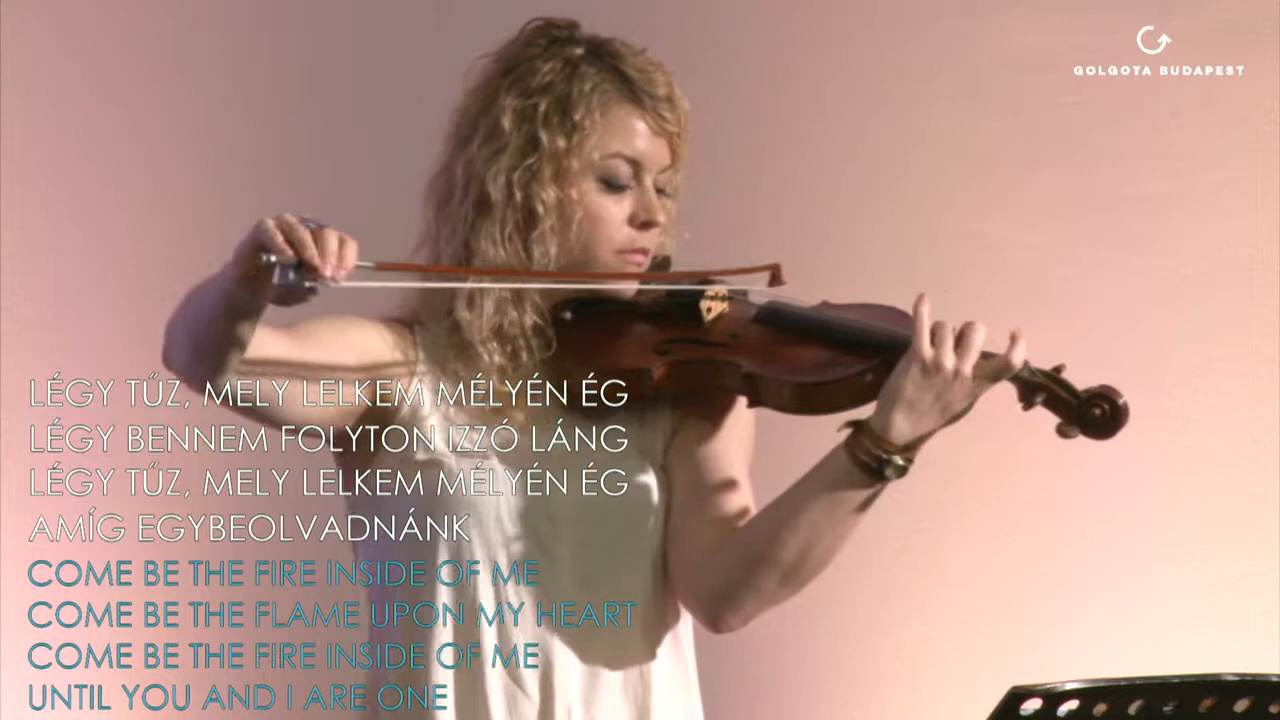 GOLGOTA BUDAPEST
LÉGY TŰZ, MELY LELKEM MÉLYÉN ÉG
LÉGY BENNEM FOLYTON IZZÓ LÁNG
LÉGY TŰZ, MELY LELKEM MÉLYÉN ÉG
AMÍG EGYBEOLVADNÁNK
COME BE THE FIRE INSIDE OF ME
COME BE THE FLAME UPON MY HEART
COME BE THE FIRE INSIDE OF ME
UNTIL YOU AND I ARE ONE